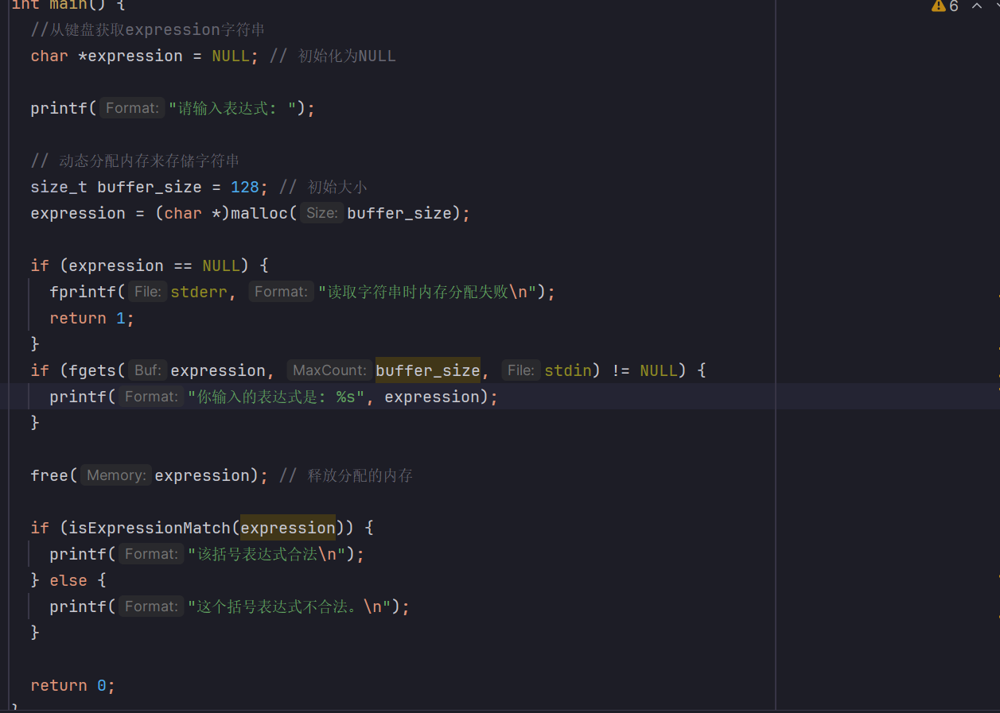 int main() {
6
//从键盘获取expression字符串
char *expression = NULL; // 初始化为NULL
printf( Format: "请输入表达式: ");
// 动态分配内存来存储字符串
size_t buffer_size = 128; // 初始大小
expression = (char *)malloc( Size: buffer_size);
if (expression == NULL) {
fprintf( File: stderr, Format: "读取字符串时内存分配失败\n");
return 1;
}
if (fgets( Buf: expression, MaxCount: buffer_size, File: stdin) != NULL) {
printf( Format: "你输入的表达式是: %s", expression);
}
free( Memory: expression); // 释放分配的内存
if (isExpressionMatch(expression)) {
printf( Format: "该括号表达式合法\n");
} else {
printf( Format: "这个括号表达式不合法。\n");
}
return 0;
}